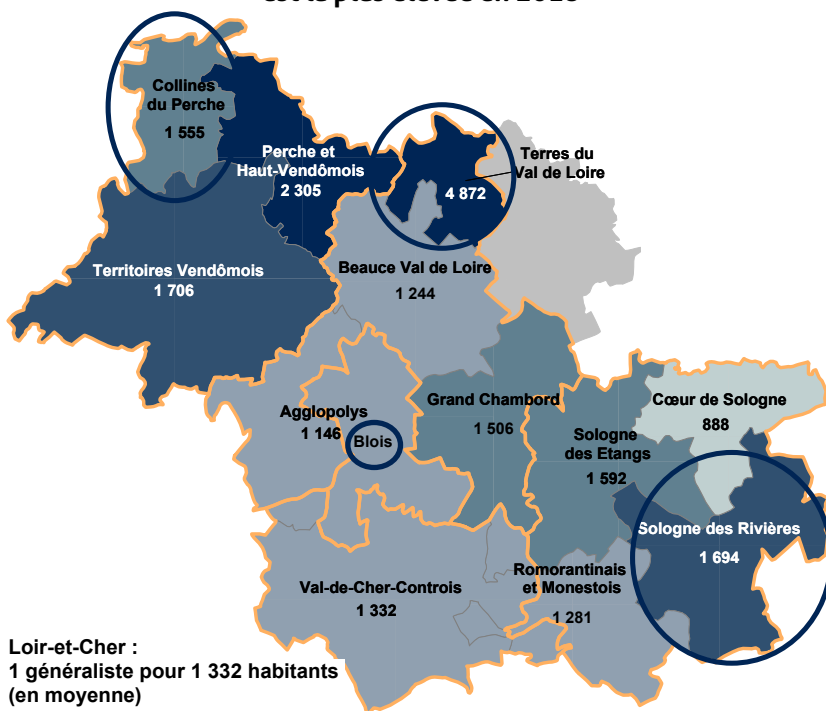 Collines
du Perche
1 555
Perche et
Haut-Vendômois
2 305
Terres du
Val de Loire
4 872
Territoires Vendômois
1 706
Beauce Val de Loire
1 244
Agglopolys
1 146
Blois
Grand Chambord
1 506
Cœur de Sologne
888
Sologne
des Etangs
1 592
Sologne des Rivières
1 694
Romorantinais
et Monestois
1 281
Val-de-Cher-Controis
1 332
Loir-et-Cher :
1 généraliste pour 1 332 habitants
(en moyenne)